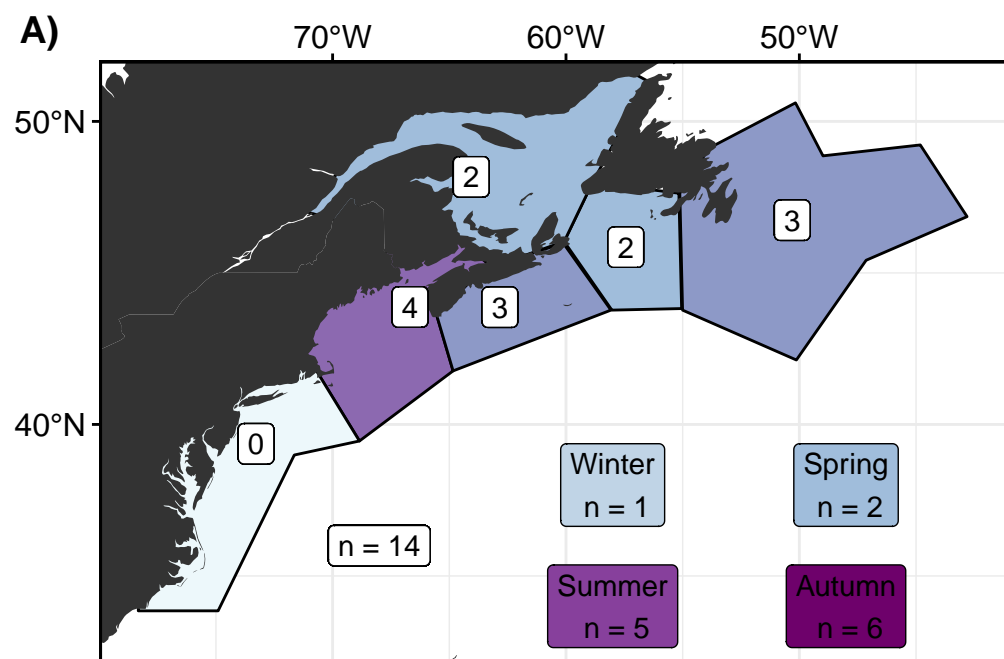 A)
70°W 60°W 50°W
50°N
40°N
2
3
2
4
3
0
n = 14
Winter
n = 1
Spring
n = 2
Summer
n = 5
Autumn
n = 6